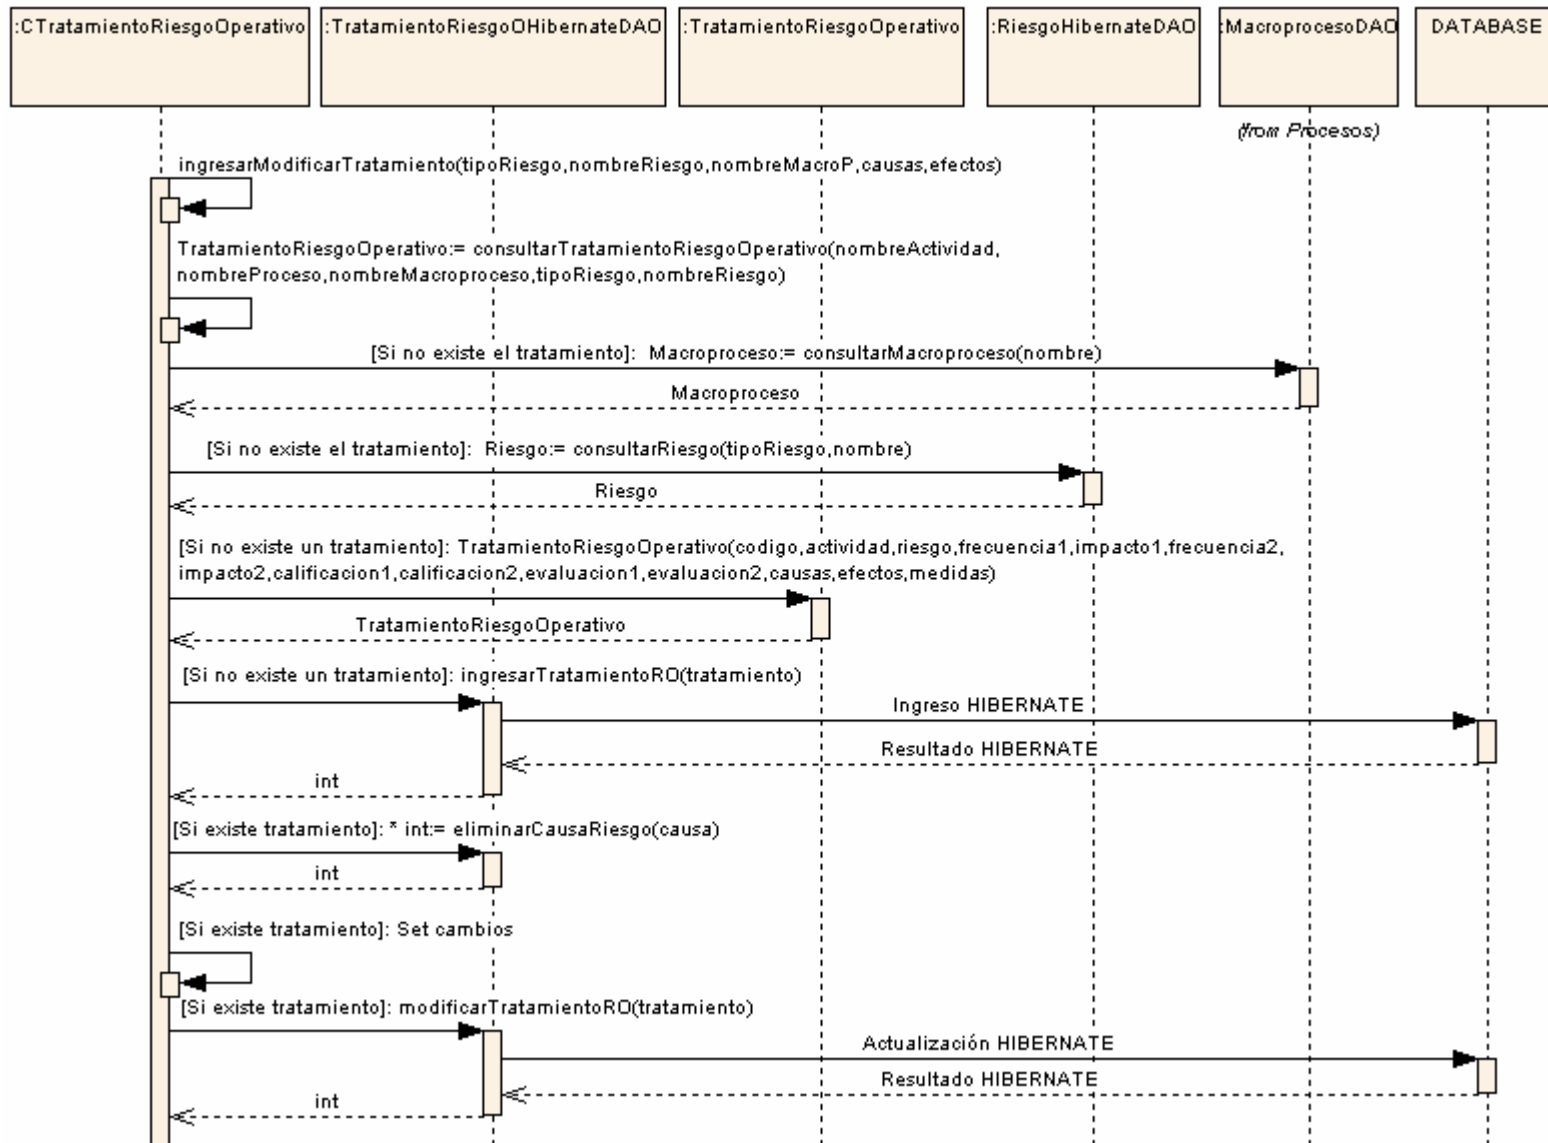 :CTratamientoRiesgoOperativo
:TratamientoRiesgoOHibernateDAO
:TratamientoRiesgoOperativo
:RiesgoHibernateDAO
:MacroprocesoDAO
DATABASE
(from Procesos)
ingresarModificarTratamiento(tipoRiesgo,nombreRiesgo,nombreMacroP,causas,efectos)
TratamientoRiesgoOperativo:= consultarTratamientoRiesgoOperativo(nombreActividad,
nombreProceso,nombreMacroproceso,tipoRiesgo,nombreRiesgo)
[Si no existe el tratamiento]: Macroproceso:= consultarMacroproceso(nombre)
Macroproceso
[Si no existe el tratamiento]: Riesgo:= consultarRiesgo(tipoRiesgo,nombre)
Riesgo
[Si no existe un tratamiento]: TratamientoRiesgoOperativo(codigo,actividad,riesgo,frecuencia1,impacto1,frecuencia2,
impacto2,calificacion1,calificacion2,evaluacion1,evaluacion2,causas,efectos,medidas)
TratamientoRiesgoOperativo
[Si no existe un tratamiento]: ingresarTratamientoRO(tratamiento)
Ingreso HIBERNATE
Resultado HIBERNATE
int
[Si existe tratamiento]: * int:= eliminarCausaRiesgo(causa)
int
[Si existe tratamiento]: Set cambios
[Si existe tratamiento]: modificarTratamientoRO(tratamiento)
Actualización HIBERNATE
Resultado HIBERNATE
int